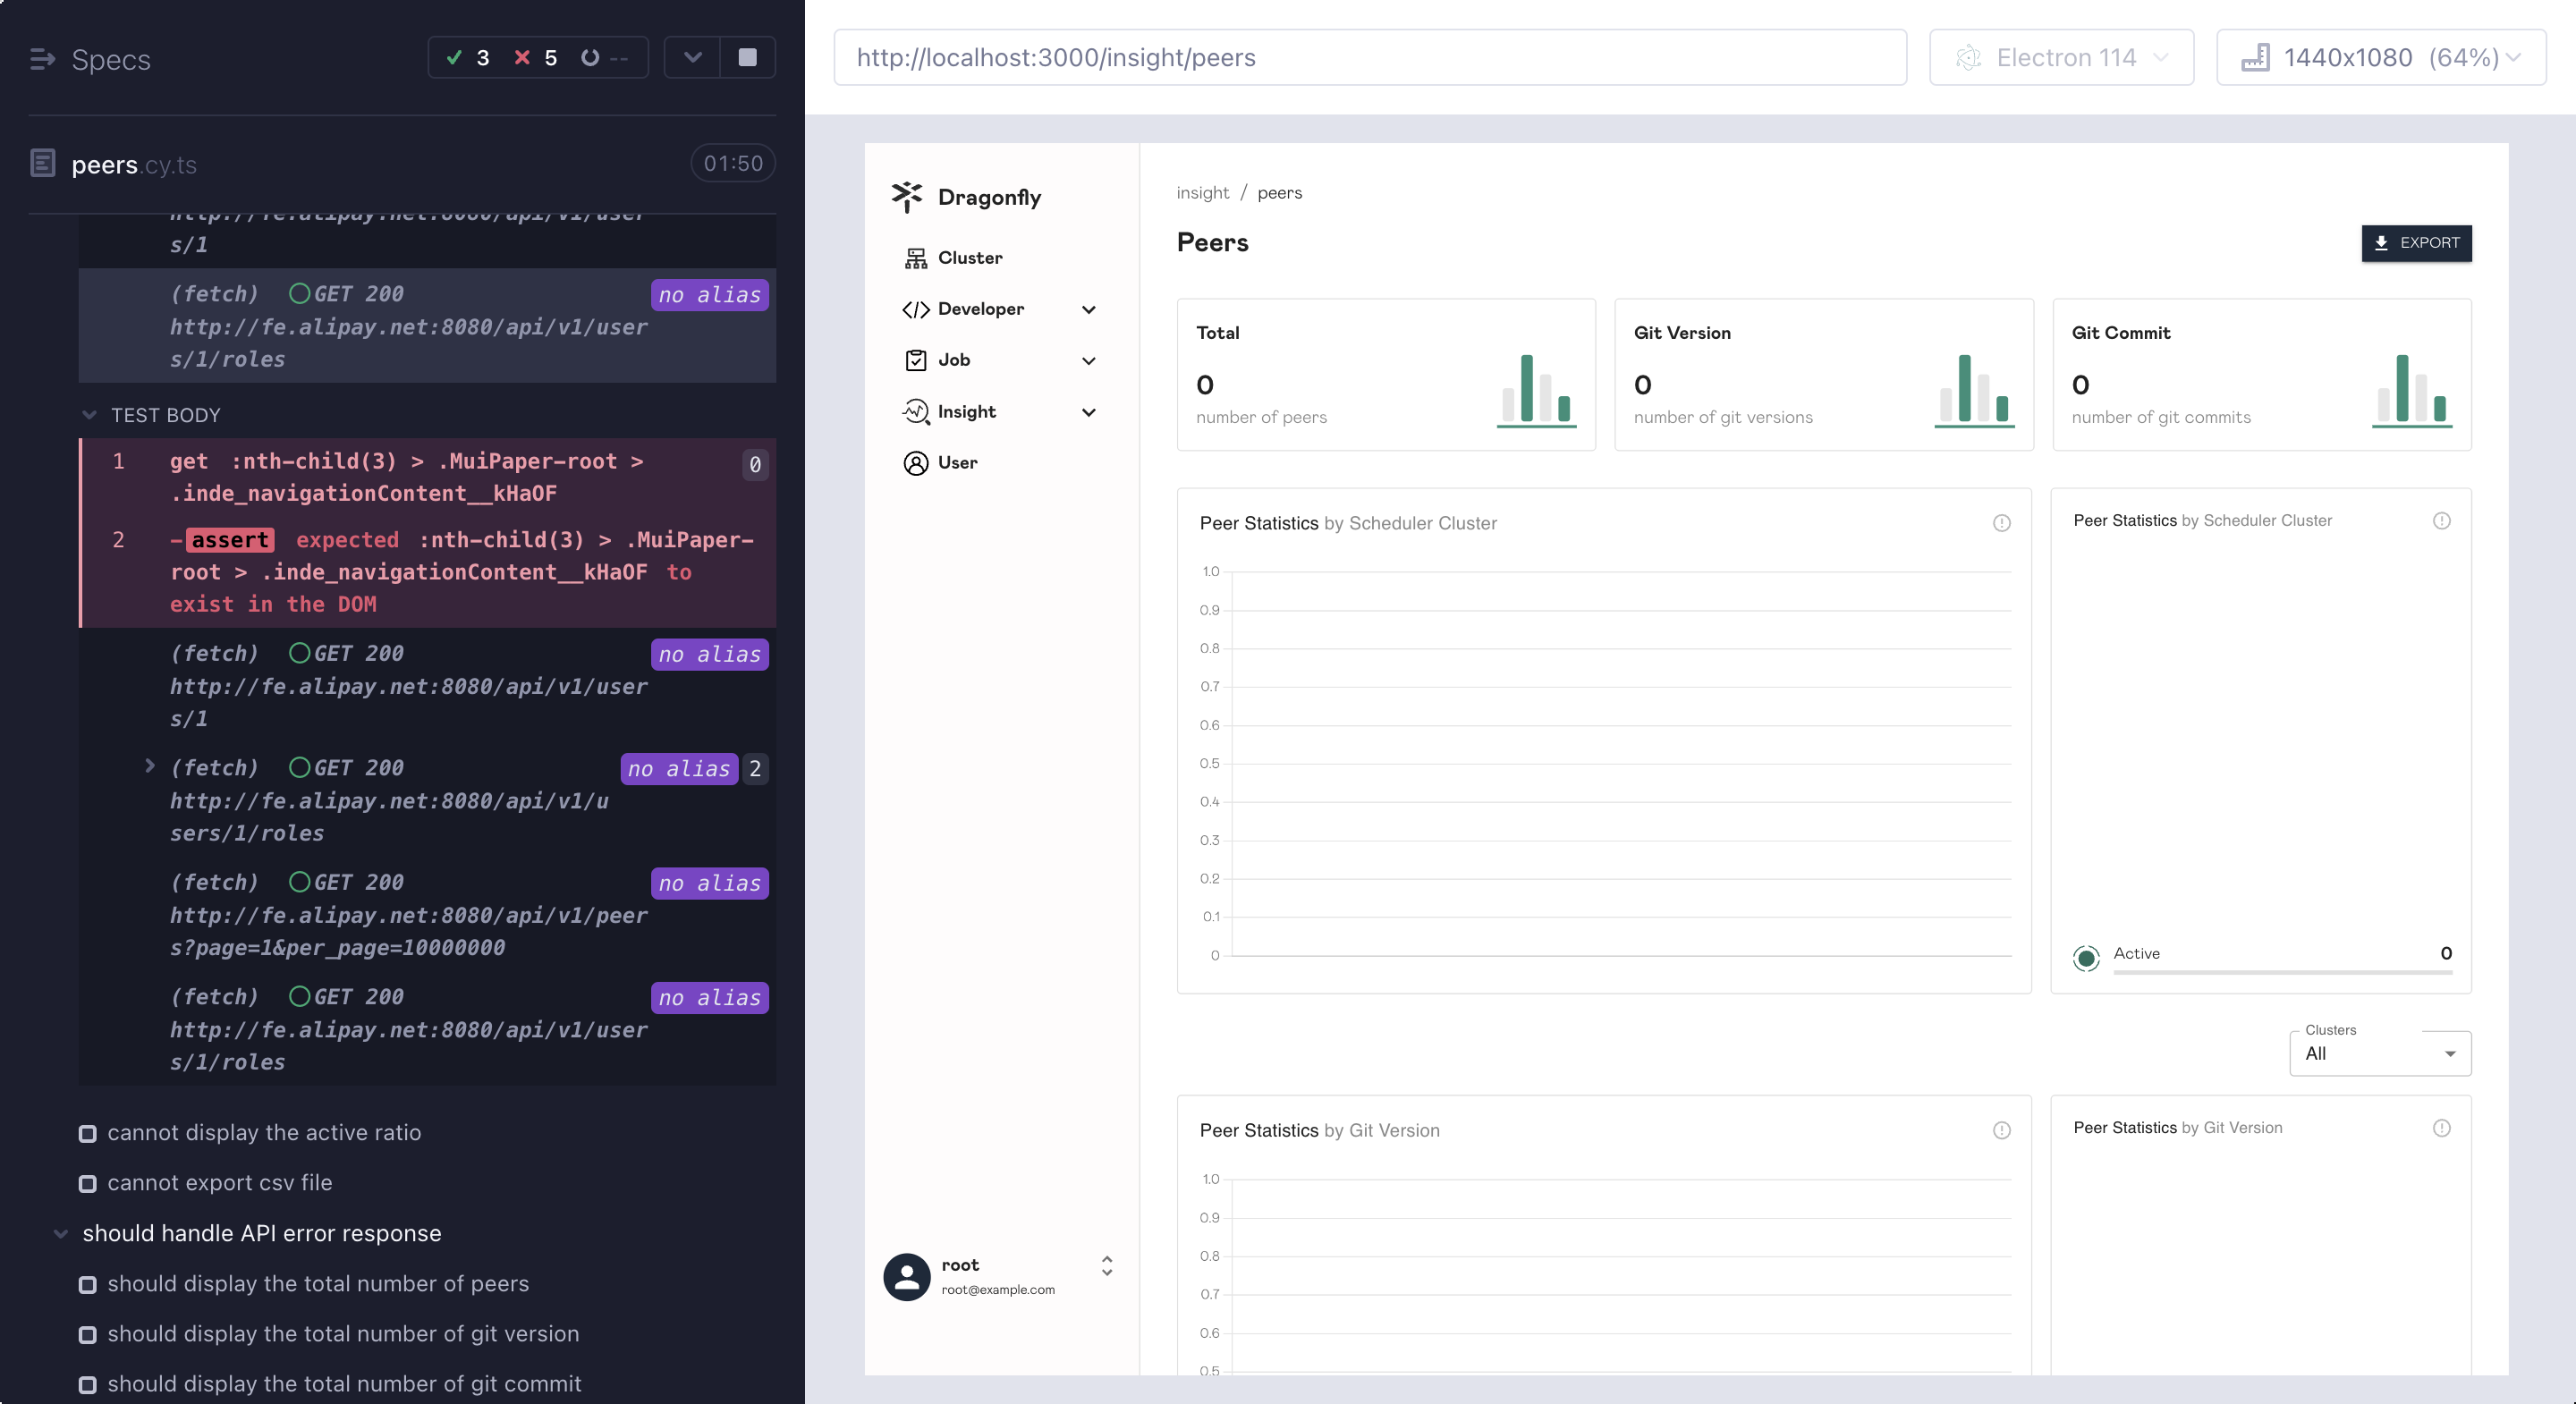 Specs
3 5 --
peers.cy.ts
01:50
http://fe.alipay.net:8080/api/v1/user
s/1
(fetch) GET 200 no alias
http://fe.alipay.net:8080/api/v1/user
s/1/roles
TEST BODY
1 get :nth-child(3) > .MuiPaper-root > 0
.inde_navigationContent__kHaOF
2 -assert expected :nth-child(3) > .MuiPaper-
root > .inde_navigationContent__kHaOF to
exist in the DOM
(fetch) GET 200 no alias
http://fe.alipay.net:8080/api/v1/user
s/1
(fetch) GET 200 no alias 2
http://fe.alipay.net:8080/api/v1/u
sers/1/roles
(fetch) GET 200 no alias
http://fe.alipay.net:8080/api/v1/peer
s?page=1&per_page=10000000
(fetch) GET 200 no alias
http://fe.alipay.net:8080/api/v1/user
s/1/roles
cannot display the active ratio
cannot export csv file
should handle API error response
should display the total number of peers
should display the total number of git version
should display the total number of git commit
http://localhost:3000/insight/peers
Electron 114
1440x1080 (64%)
Dragonfly
Cluster
Developer
Job
Insight
User
root
root@example.com
insight / peers
Peers
EXPORT
Total
0
number of peers
Git Version
0
number of git versions
Git Commit
0
number of git commits
Peer Statistics by Scheduler Cluster
1.0
0.9
0.8
0.7
0.6
0.5
0.4
0.3
0.2
0.1
0
Peer Statistics by Scheduler Cluster
Active 0
Clusters
All
Peer Statistics by Git Version
1.0
0.9
0.8
0.7
0.6
0.5
Peer Statistics by Git Version